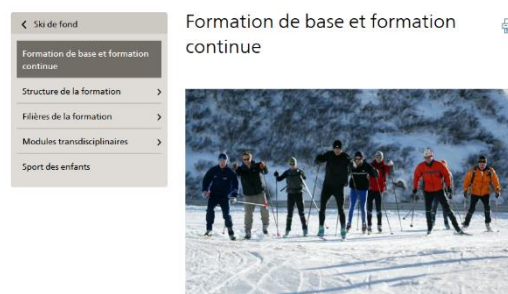 Ski de fond
Formation de base et formation
continue
Structure de la formation
Filières de la formation
Modules transdisciplinaires
Sport des enfants
Formation de base et formation
continue